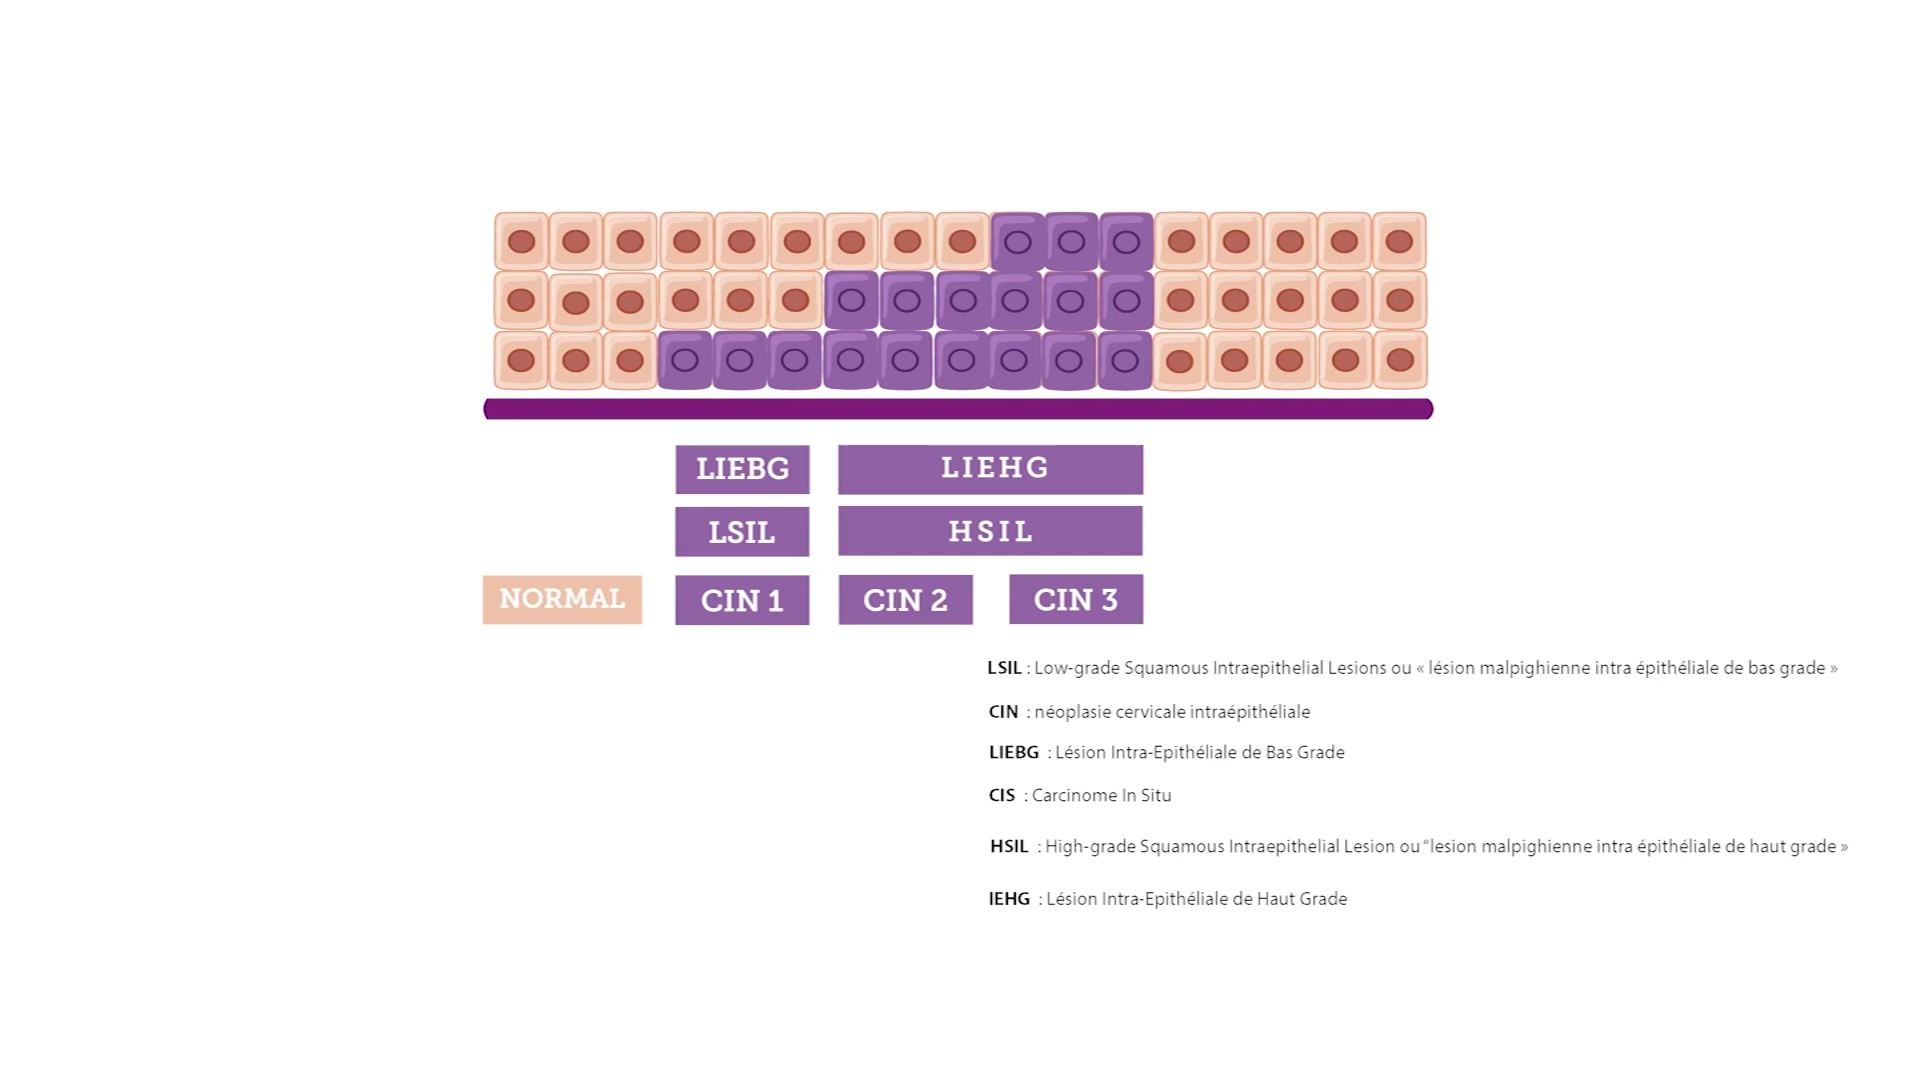 LIEBG
LIEHG
LSIL
HSIL
NORMAL
CIN 1
CIN 2
CIN 3
LSIL : Low-grade Squamous Intraepithelial Lesions ou « lésion malpighienne intra épithéliale de bas grade »
CIN : néoplasie cervicale intraépithéliale
LIEBG : Lésion Intra-Epithéliale de Bas Grade
CIS : Carcinome In Situ
HSIL : High-grade Squamous Intraepithelial Lesion ou “lesion malpighienne intra épithéliale de haut grade »
IEHG : Lésion Intra-Epithéliale de Haut Grade